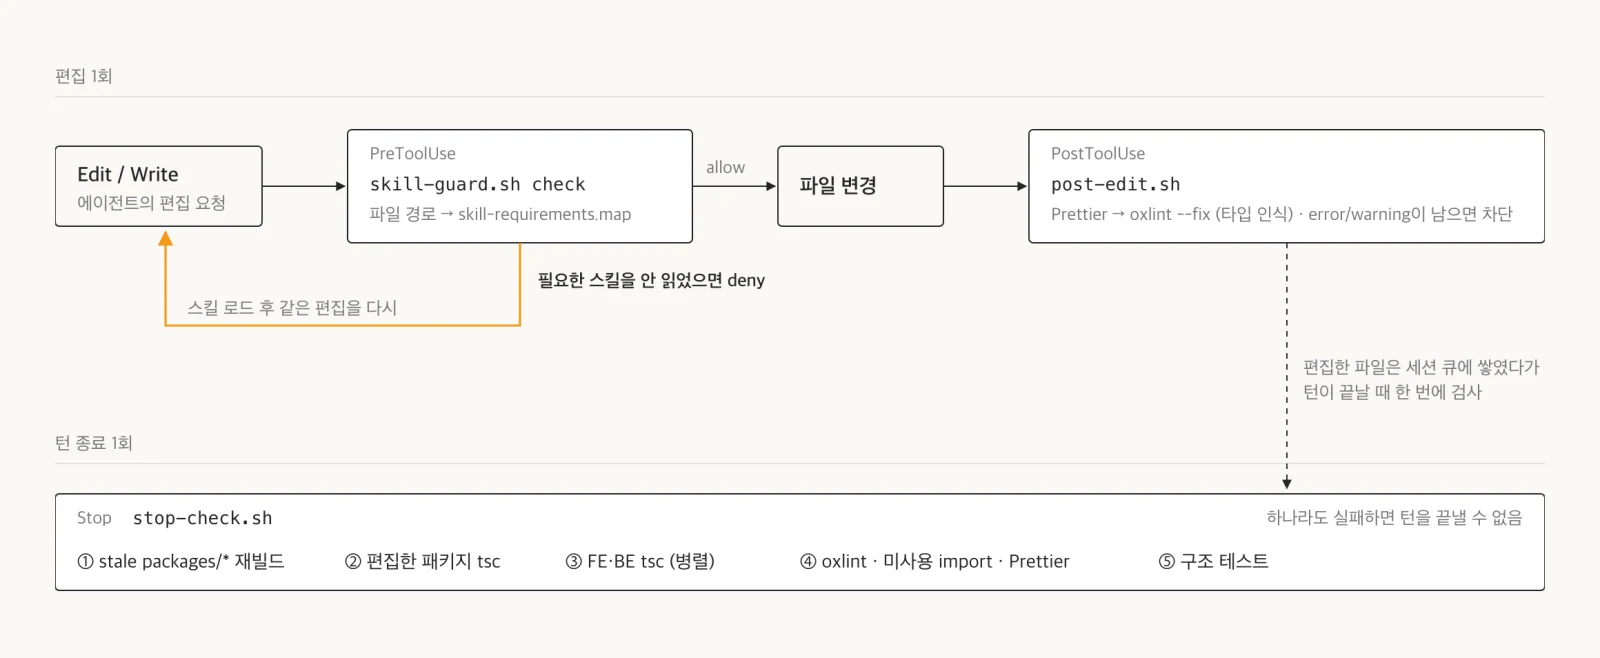 편집 1회
Edit / Write
에이전트의 편집 요청
PreToolUse
skill-guard.sh check
파일 경로 → skill-requirements.map
allow
파일 변경
PostToolUse
post-edit.sh
Prettier → oxlint --fix (타입 인식) · error/warning이 남으면 차단
필요한 스킬을 안 읽었으면 deny
스킬 로드 후 같은 편집을 다시
편집한 파일은 세션 큐에 쌓였다가
턴이 끝날 때 한 번에 검사
턴 종료 1회
Stop stop-check.sh
하나라도 실패하면 턴을 끝낼 수 없음
① stale packages/* 재빌드
② 편집한 패키지 tsc
③ FE·BE tsc (병렬)
④ oxlint · 미사용 import · Prettier
⑤ 구조 테스트